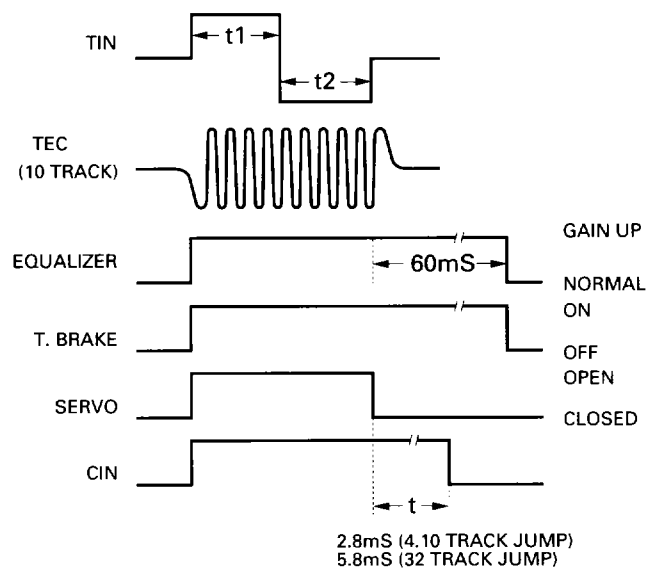 TIN
t1
t2
TEC
(10 TRACK)
EQUALIZER
60mS
GAIN UP
NORMAL
T. BRAKE
ON
OFF
SERVO
OPEN
CLOSED
CIN
t
2.8mS (4.10 TRACK JUMP)
5.8mS (32 TRACK JUMP)